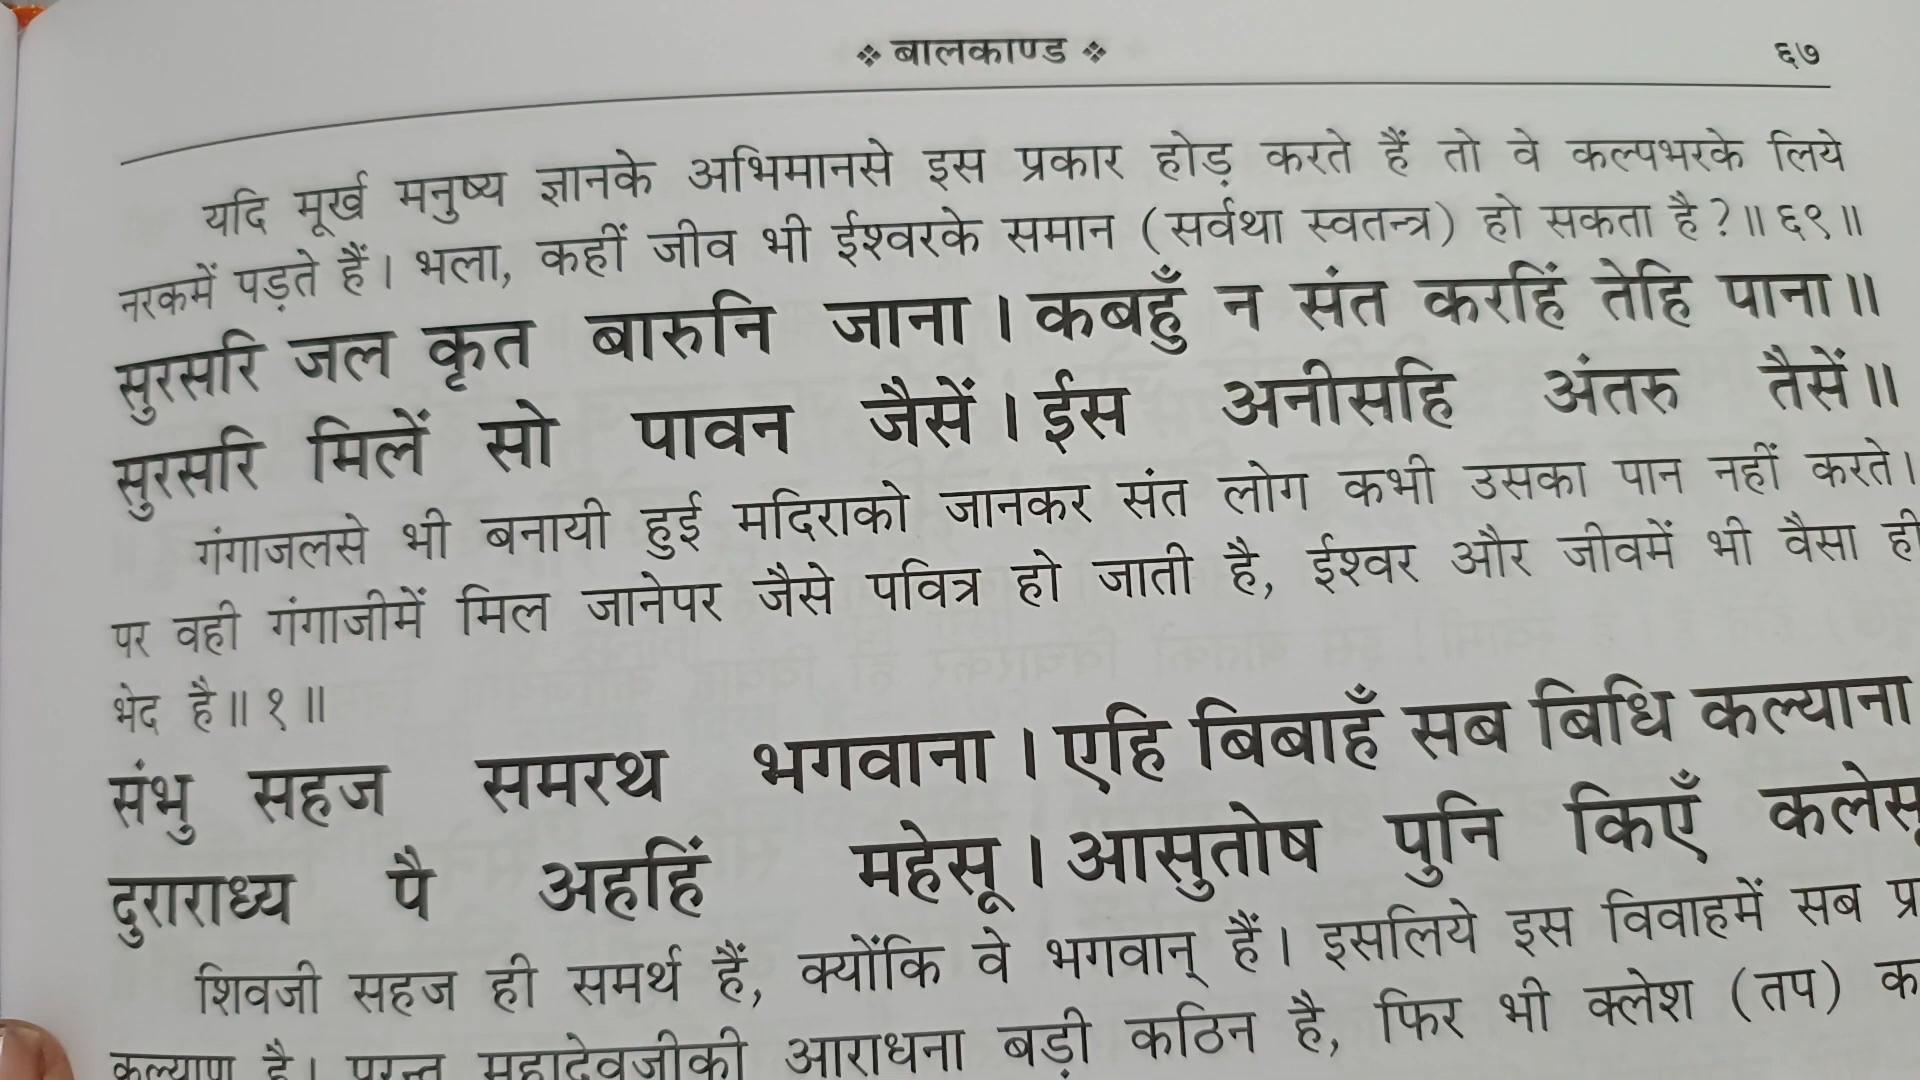 ❖ बालकाण्ड ❖ ६७
यदि मूर्ख मनुष्य ज्ञानके अभिमानसे इस प्रकार होड़ करते हैं तो वे कल्पभरके लिये
नरकमें पड़ते हैं। भला, कहीं जीव भी ईश्वरके समान (सर्वथा स्वतन्त्र) हो सकता है?॥ ६९॥
सुरसरि जल कृत बारुनि जाना। कबहुँ न संत करहिं तेहि पाना॥
सुरसरि मिलें सो पावन जैसें। ईस अनीसहि अंतरु तैसें॥
गंगाजलसे भी बनायी हुई मदिराको जानकर संत लोग कभी उसका पान नहीं करते।
पर वही गंगाजीमें मिल जानेपर जैसे पवित्र हो जाती है, ईश्वर और जीवमें भी वैसा ही
भेद है॥ १॥
संभु सहज समरथ भगवाना। एहि बिबाहँ सब बिधि कल्याना
दुराराध्य पै अहहिं महेसू। आसुतोष पुनि किएँ कलेसू
शिवजी सहज ही समर्थ हैं, क्योंकि वे भगवान् हैं। इसलिये इस विवाहमें सब प्र
कल्याण है। परन्तु महादेवजीकी आराधना बड़ी कठिन है, फिर भी क्लेश (तप) क